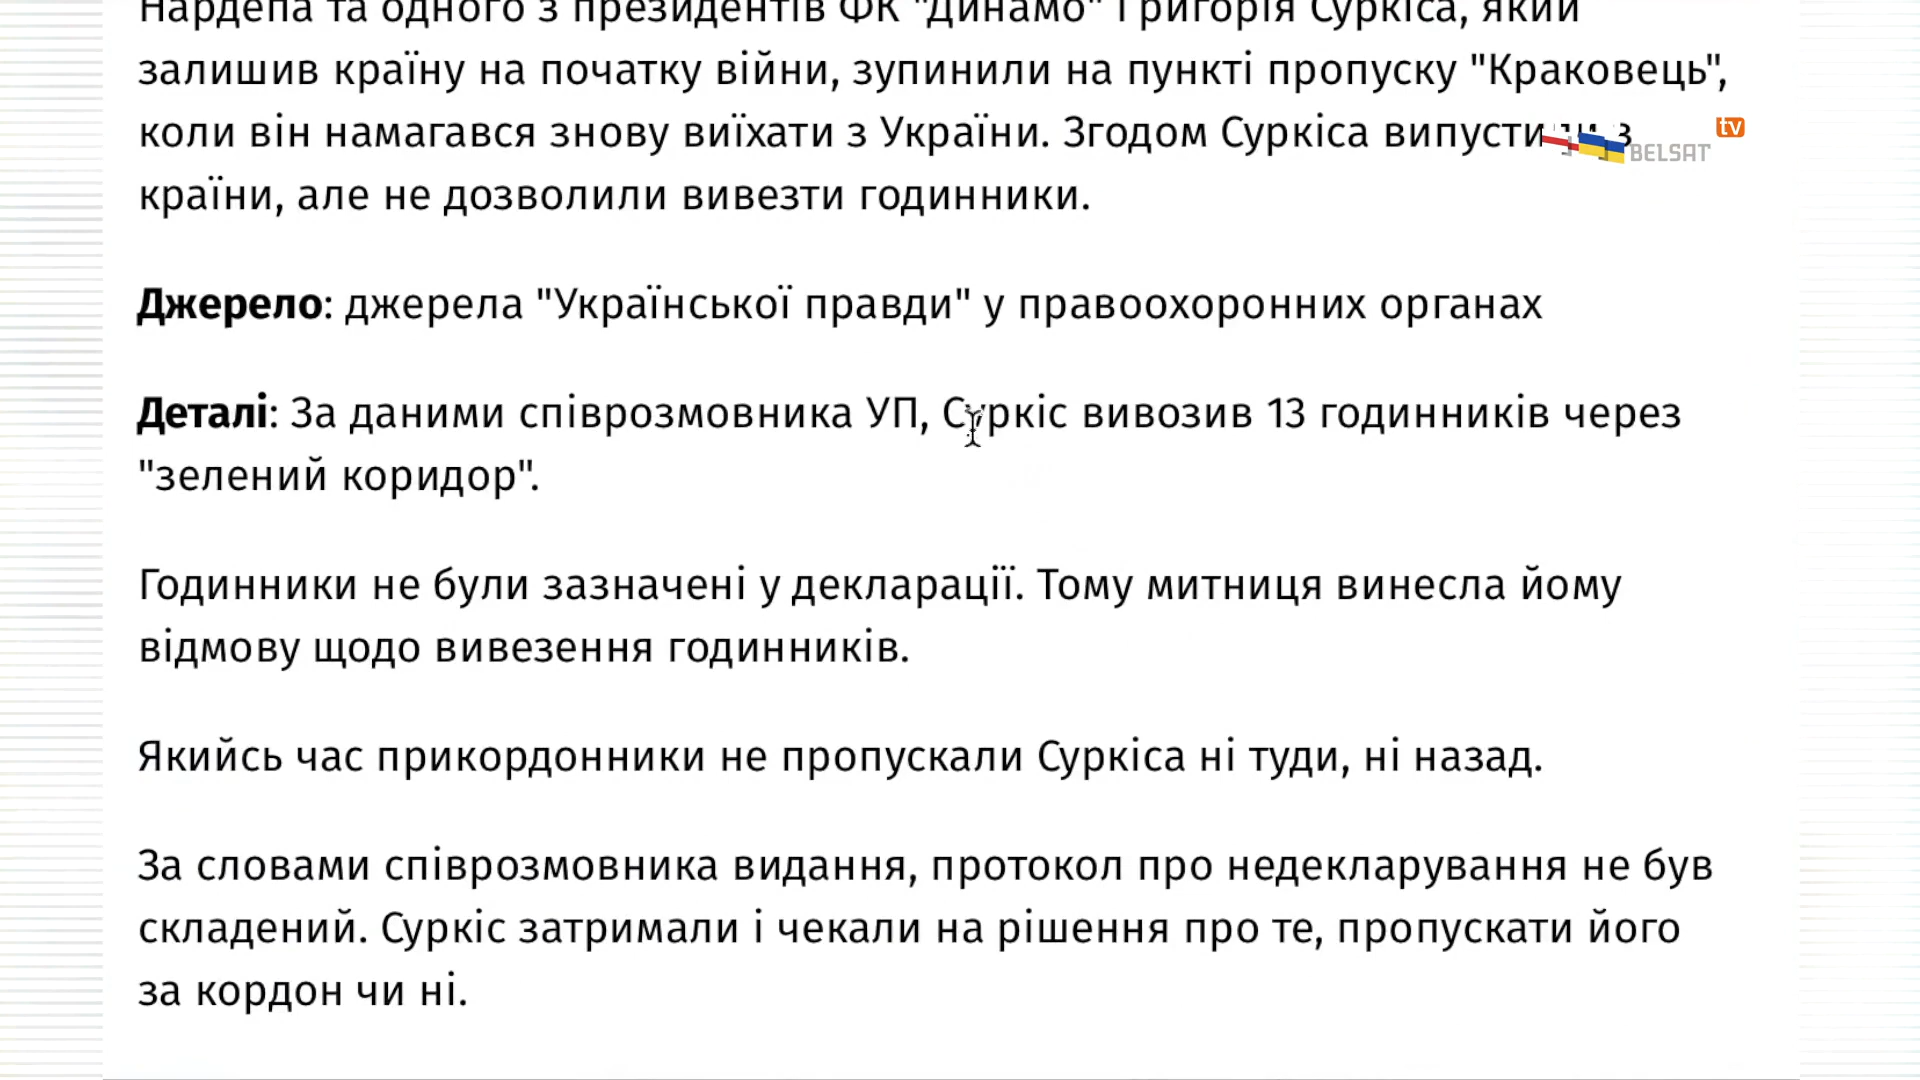 Нардепа та одного з президентів ФК "Динамо" Григорія Суркіса, який
залишив країну на початку війни, зупинили на пункті пропуску "Краковець",
коли він намагався знову виїхати з України. Згодом Суркіса випустили з
tv
BELSAT
країни, але не дозволили вивезти годинники.
Джерело: джерела "Української правди" у правоохоронних органах
Деталі: За даними співрозмовника УП, Суркіс вивозив 13 годинників через
"зелений коридор".
Годинники не були зазначені у декларації. Тому митниця винесла йому
відмову щодо вивезення годинників.
Якийсь час прикордонники не пропускали Суркіса ні туди, ні назад.
За словами співрозмовника видання, протокол про недекларування не був
складений. Суркіс затримали і чекали на рішення про те, пропускати його
за кордон чи ні.